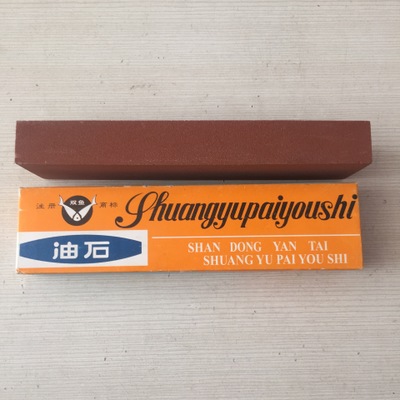 注册 双鱼 商标
Shuangyupaiyoushi
油石
SHAN DONG YAN TAI
SHUANG YU PAI YOU SHI